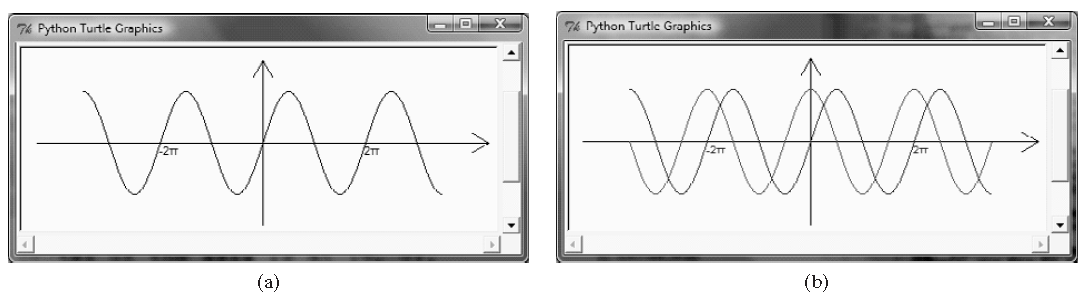 Python Turtle Graphics
-2π
2π
(a)
Python Turtle Graphics
-2π
2π
(b)